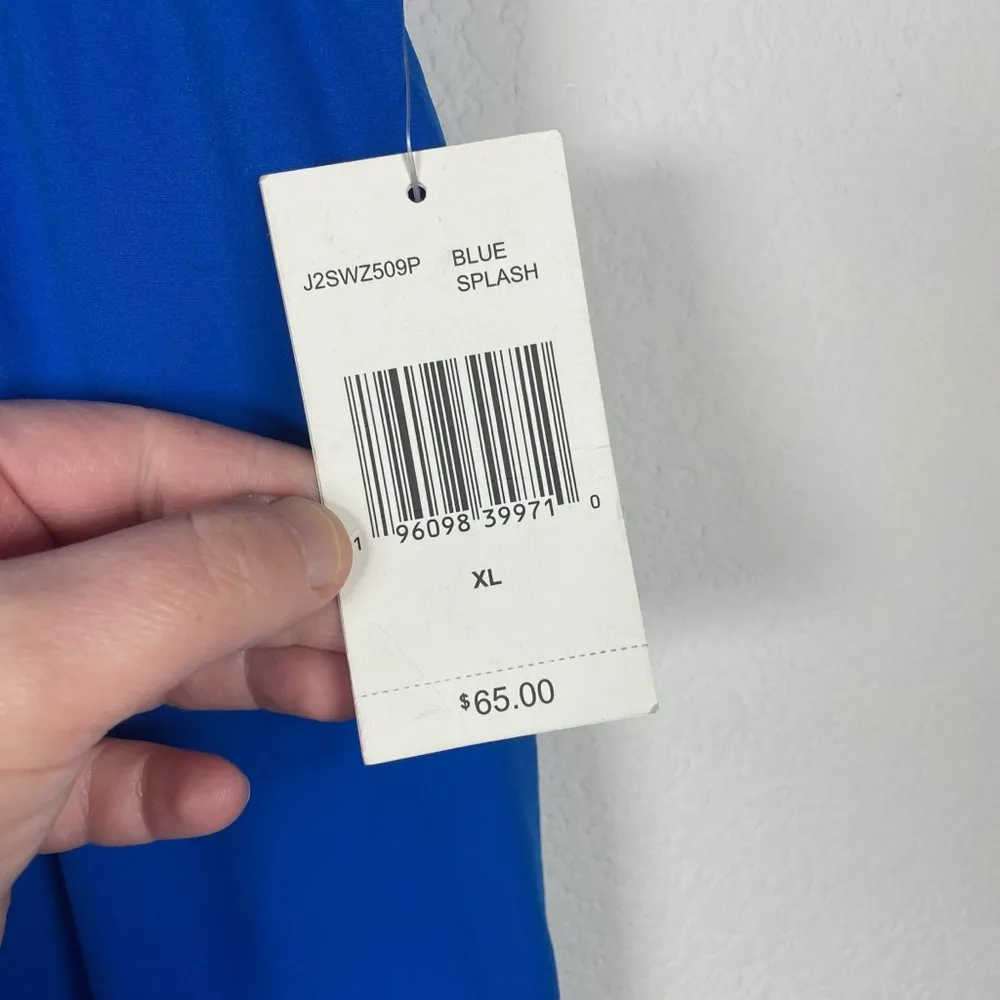 J2SWZ509P BLUE
SPLASH
1 96098 39971 0
XL
$65.00